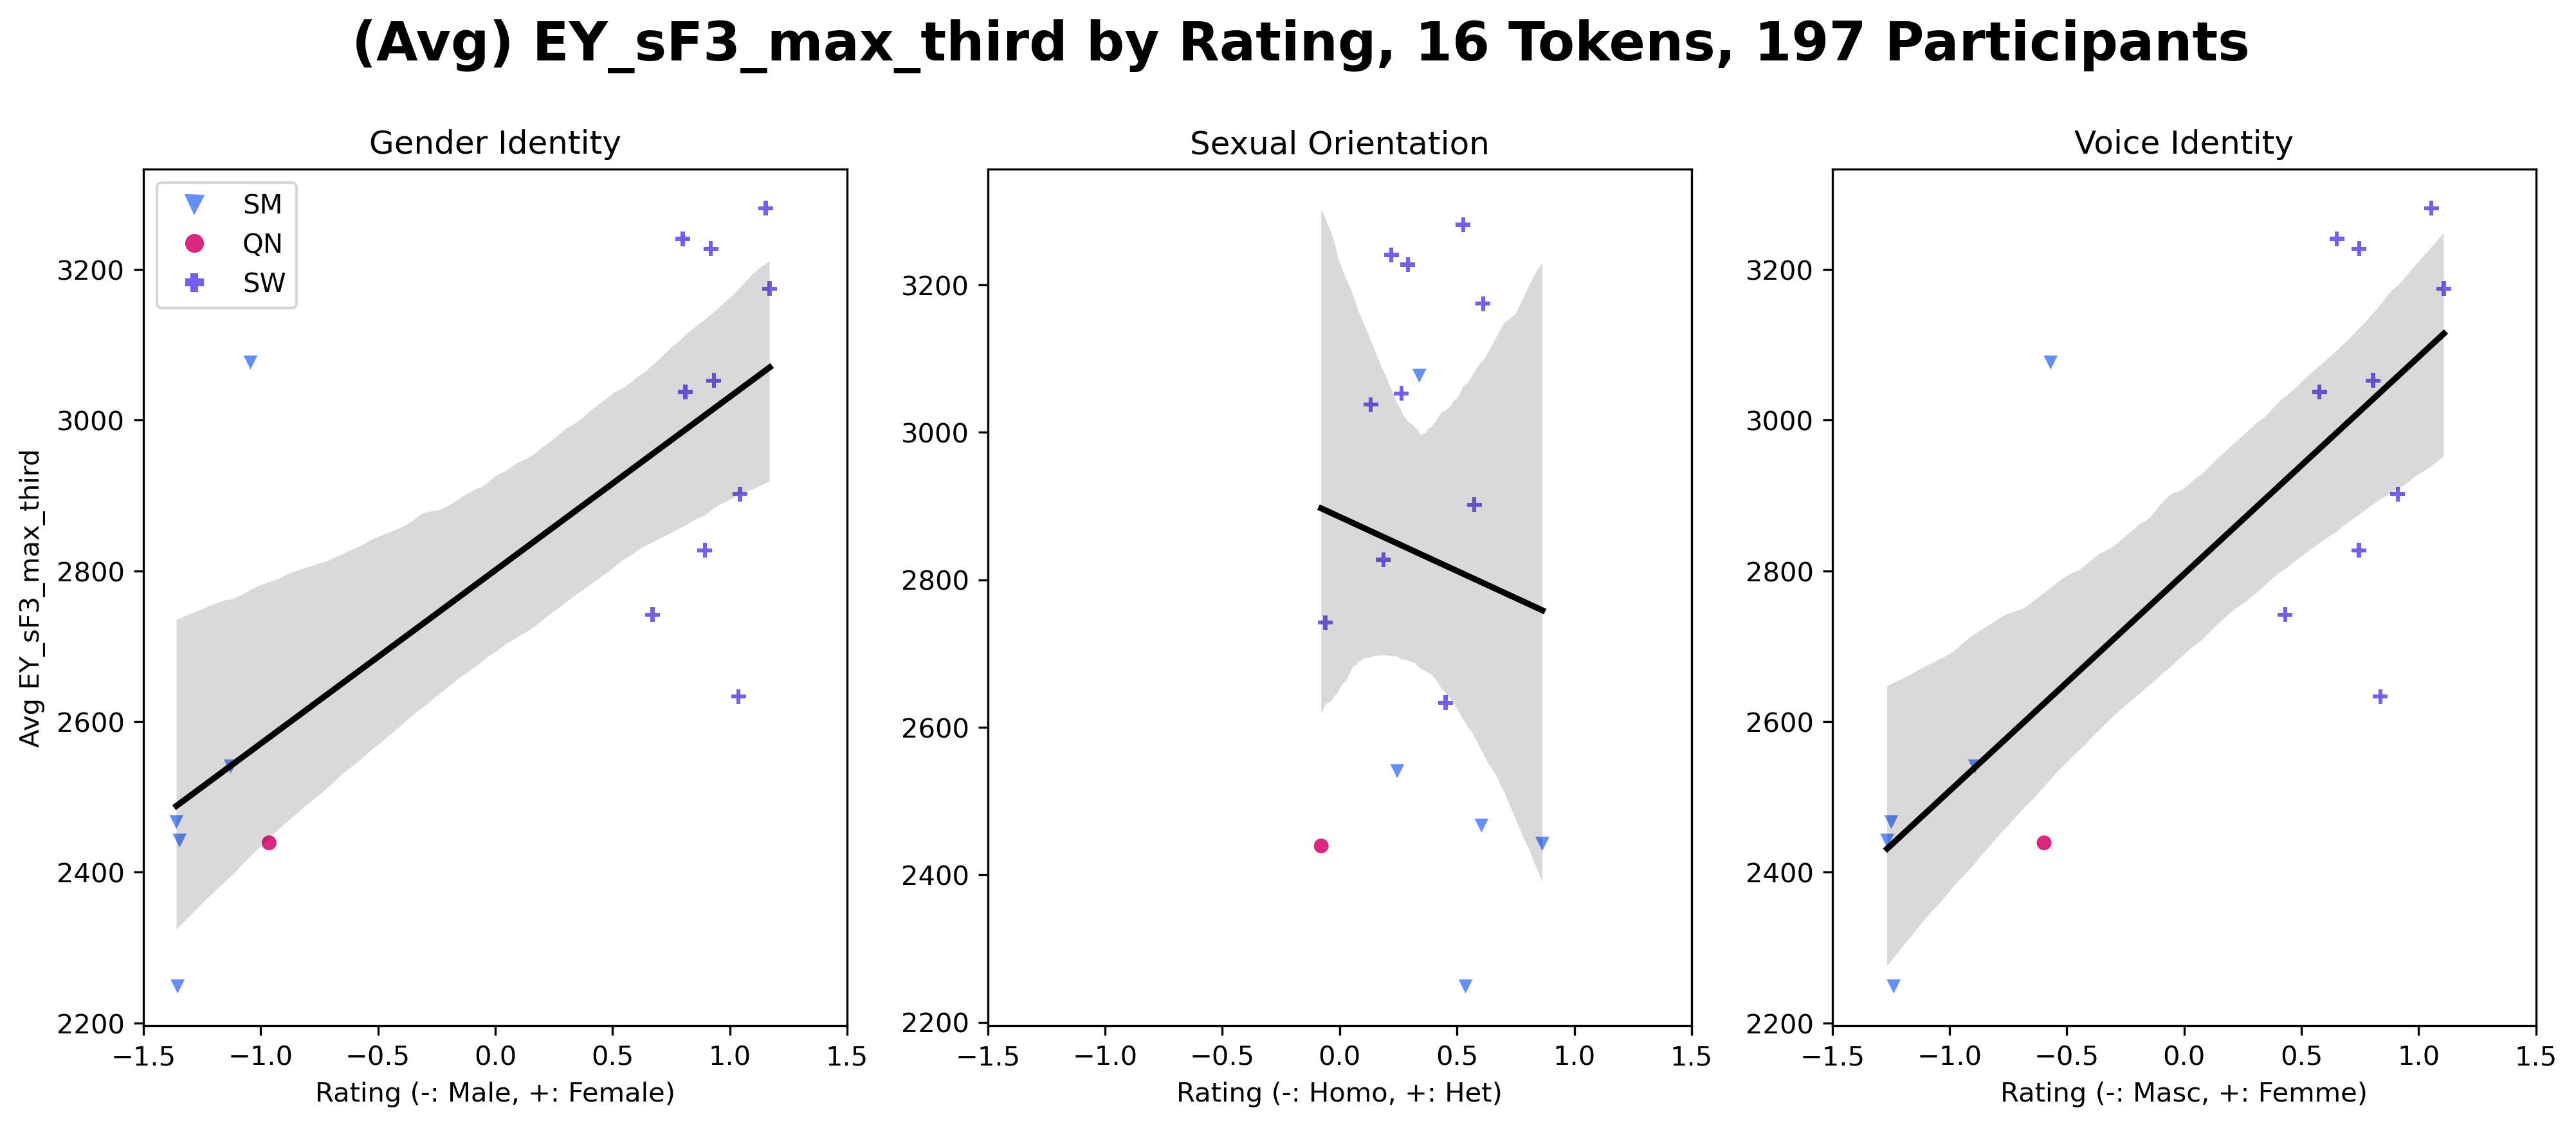 (Avg) EY_sF3_max_third by Rating, 16 Tokens, 197 Participants
Gender Identity
SM
QN
SW
Avg EY_sF3_max_third
3200
3000
2800
2600
2400
2200
−1.5 −1.0 −0.5 0.0 0.5 1.0 1.5
Rating (-: Male, +: Female)
Sexual Orientation
3200
3000
2800
2600
2400
2200
−1.5 −1.0 −0.5 0.0 0.5 1.0 1.5
Rating (-: Homo, +: Het)
Voice Identity
3200
3000
2800
2600
2400
2200
−1.5 −1.0 −0.5 0.0 0.5 1.0 1.5
Rating (-: Masc, +: Femme)